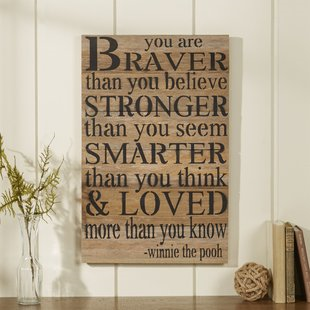 you are
BRAVER
than you believe
STRONGER
than you seem
SMARTER
than you think
& LOVED
more than you know
-winnie the pooh